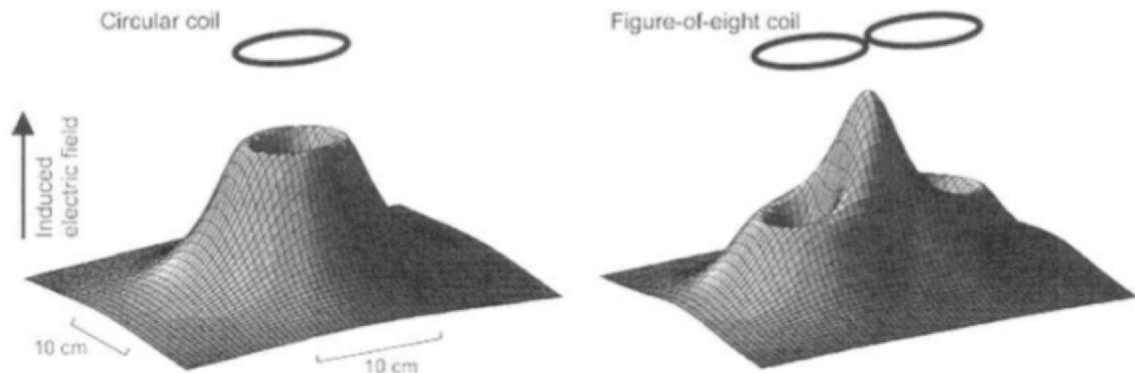 Circular coil
Figure-of-eight coil
Induced
electric field
10 cm
10 cm